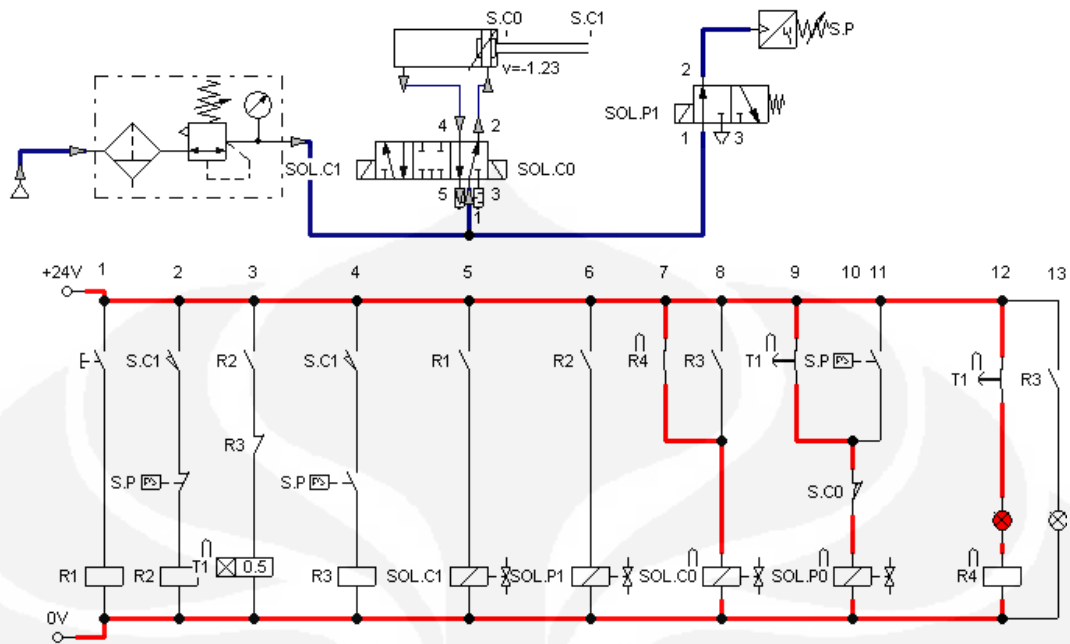 S.C0 S.C1
S.P
v=-1.23
2
SOL.P1
1 3
4 2
SOL.C1 SOL.C0
5 3
1
+24V 1 2 3 4 5 6 7 8 9 10 11 12 13
S.C1 R2 S.C1 R1 R2 R4 R3 T1 S.P T1 R3
R3
S.P S.P
S.C0
R1 R2 T1 0.5 R3 SOL.C1 SOL.P1 SOL.C0 SOL.P0 R4
0V